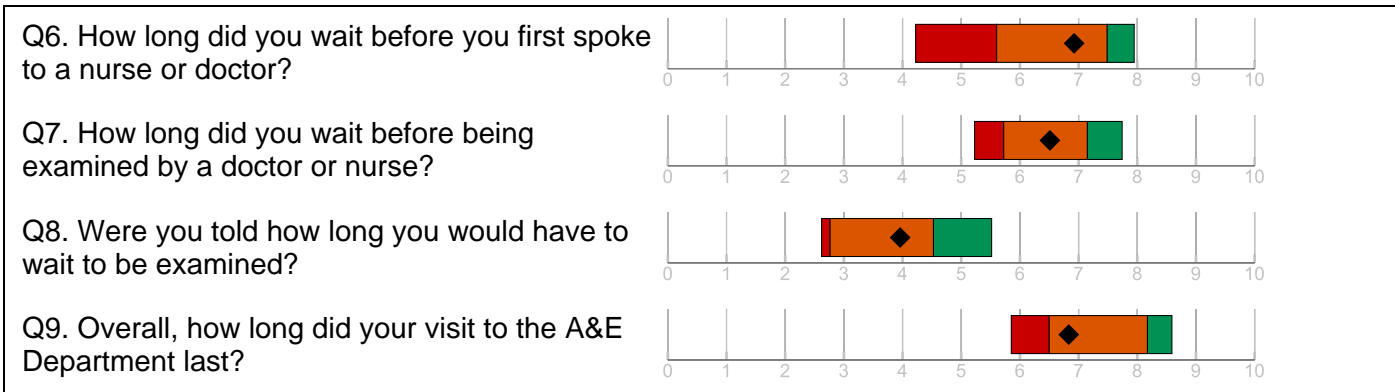 Q6. How long did you wait before you first spoke
to a nurse or doctor?
0 1 2 3 4 5 6 7 8 9 10
Q7. How long did you wait before being
examined by a doctor or nurse?
0 1 2 3 4 5 6 7 8 9 10
Q8. Were you told how long you would have to
wait to be examined?
0 1 2 3 4 5 6 7 8 9 10
Q9. Overall, how long did your visit to the A&E
Department last?
0 1 2 3 4 5 6 7 8 9 10